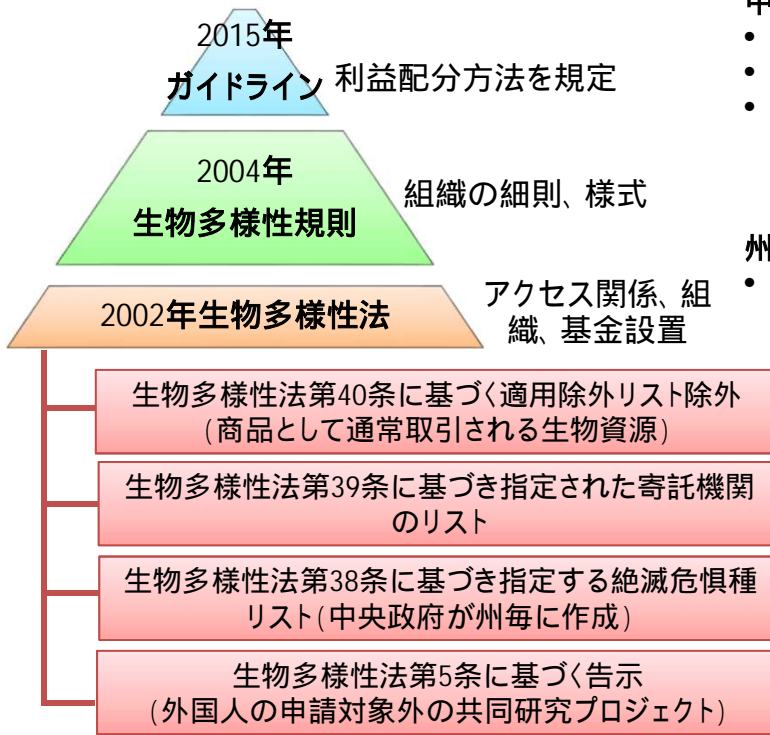 2015年
ガイドライン
利益配分方法を規定
2004年
生物多様性規則
組織の細則、様式
2002年生物多様性法
アクセス関係、組
織、基金設置
州
•
•
•
•
生物多様性法第40条に基づく適用除外リスト除外
(商品として通常取引される生物資源)
生物多様性法第39条に基づき指定された寄託機関
のリスト
生物多様性法第38条に基づき指定する絶滅危惧種
リスト(中央政府が州毎に作成)
生物多様性法第5条に基づく告示
(外国人の申請対象外の共同研究プロジェクト)